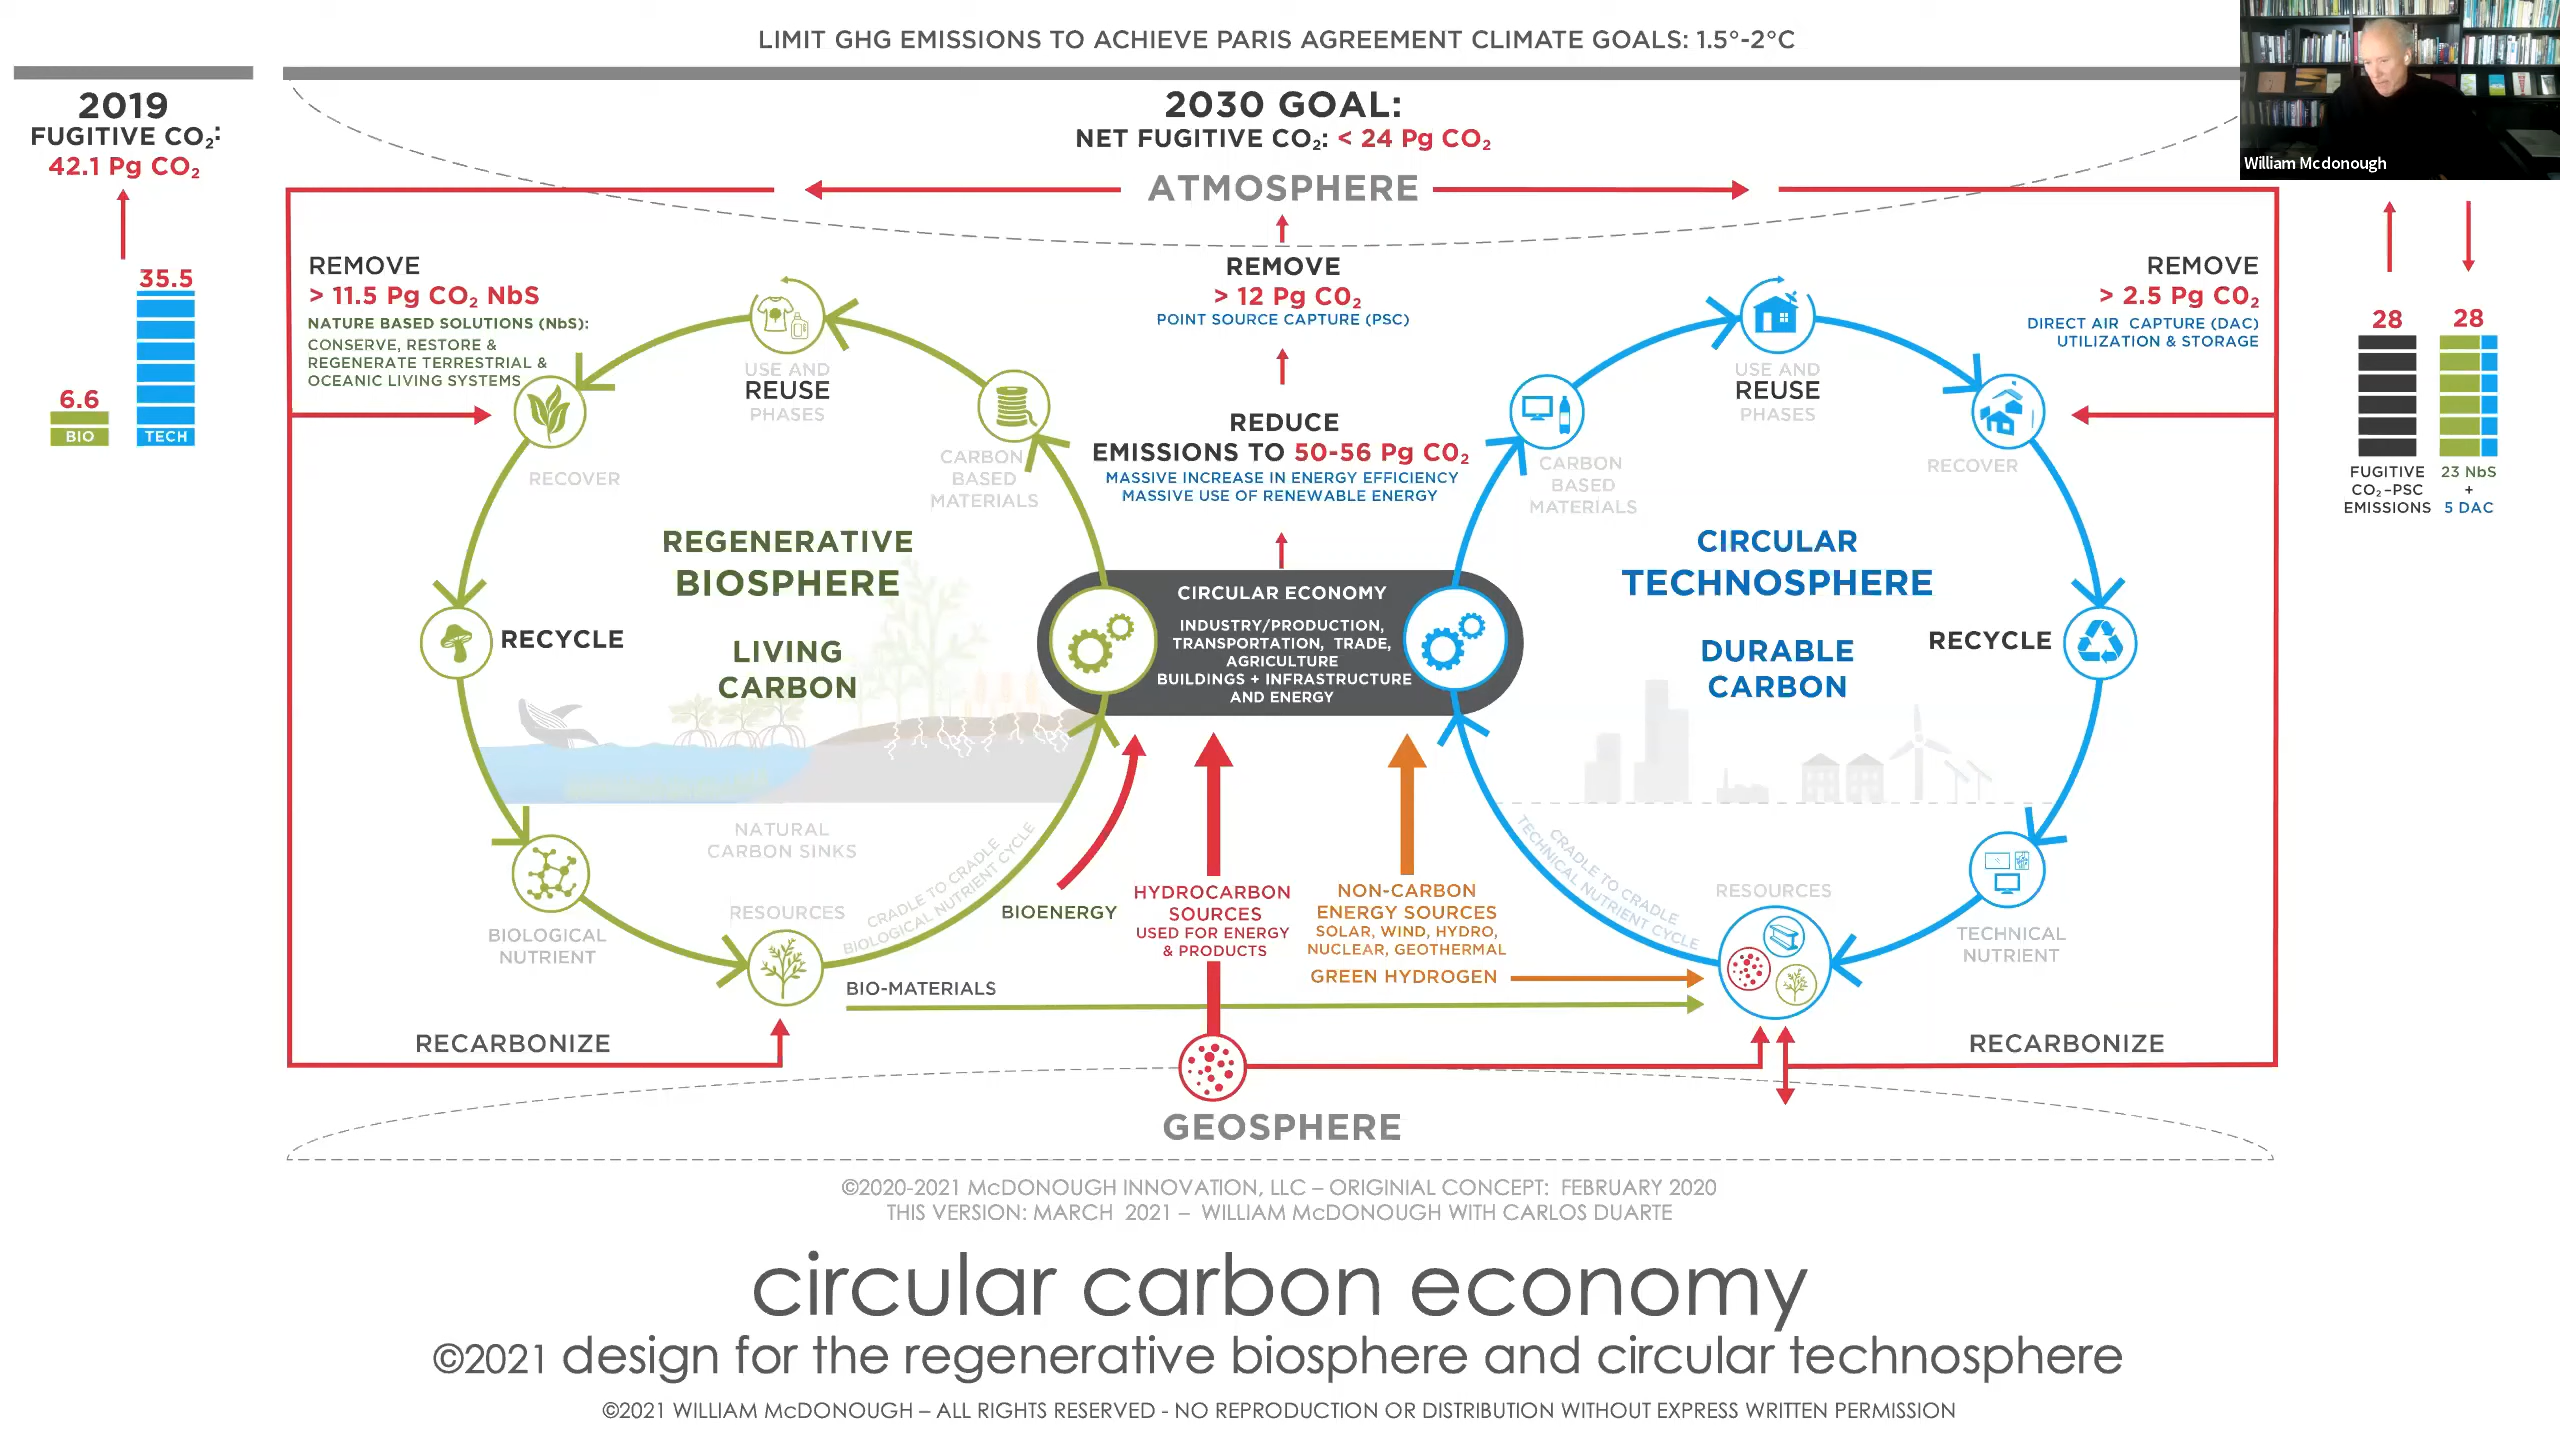 LIMIT GHG EMISSIONS TO ACHIEVE PARIS AGREEMENT CLIMATE GOALS: 1.5°-2°C
William Mcdonough
2019
FUGITIVE CO₂:
42.1 Pg CO₂
35.5
6.6
BIO
TECH
2030 GOAL:
NET FUGITIVE CO₂: < 24 Pg CO₂
ATMOSPHERE
REMOVE
> 11.5 Pg CO₂ NbS
NATURE BASED SOLUTIONS (NbS):
CONSERVE, RESTORE &
REGENERATE TERRESTRIAL &
OCEANIC LIVING SYSTEMS
REMOVE
> 12 Pg C0₂
POINT SOURCE CAPTURE (PSC)
REMOVE
> 2.5 Pg C0₂
DIRECT AIR CAPTURE (DAC)
UTILIZATION & STORAGE
28
28
FUGITIVE
CO₂-PSC
EMISSIONS
23 NbS
+
5 DAC
REDUCE
EMISSIONS TO 50-56 Pg C0₂
MASSIVE INCREASE IN ENERGY EFFICIENCY
MASSIVE USE OF RENEWABLE ENERGY
USE AND
REUSE
PHASES
CARBON
BASED
MATERIALS
RECOVER
REGENERATIVE
BIOSPHERE
LIVING
CARBON
RECYCLE
NATURAL
CARBON SINKS
BIOLOGICAL
NUTRIENT
RESOURCES
CRADLE TO CRADLE
BIOLOGICAL NUTRIENT CYCLE
CIRCULAR ECONOMY
INDUSTRY/PRODUCTION,
TRANSPORTATION, TRADE,
AGRICULTURE
BUILDINGS + INFRASTRUCTURE
AND ENERGY
USE AND
REUSE
PHASES
CARBON
BASED
MATERIALS
RECOVER
CIRCULAR
TECHNOSPHERE
DURABLE
CARBON
RECYCLE
CRADLE TO CRADLE
TECHNICAL NUTRIENT CYCLE
RESOURCES
TECHNICAL
NUTRIENT
BIOENERGY
HYDROCARBON
SOURCES
USED FOR ENERGY
& PRODUCTS
NON-CARBON
ENERGY SOURCES
SOLAR, WIND, HYDRO,
NUCLEAR, GEOTHERMAL
GREEN HYDROGEN
BIO-MATERIALS
RECARBONIZE
RECARBONIZE
GEOSPHERE
©2020-2021 McDONOUGH INNOVATION, LLC – ORIGINIAL CONCEPT: FEBRUARY 2020
THIS VERSION: MARCH 2021 – WILLIAM McDONOUGH WITH CARLOS DUARTE
circular carbon economy
©2021 design for the regenerative biosphere and circular technosphere
©2021 WILLIAM McDONOUGH – ALL RIGHTS RESERVED - NO REPRODUCTION OR DISTRIBUTION WITHOUT EXPRESS WRITTEN PERMISSION